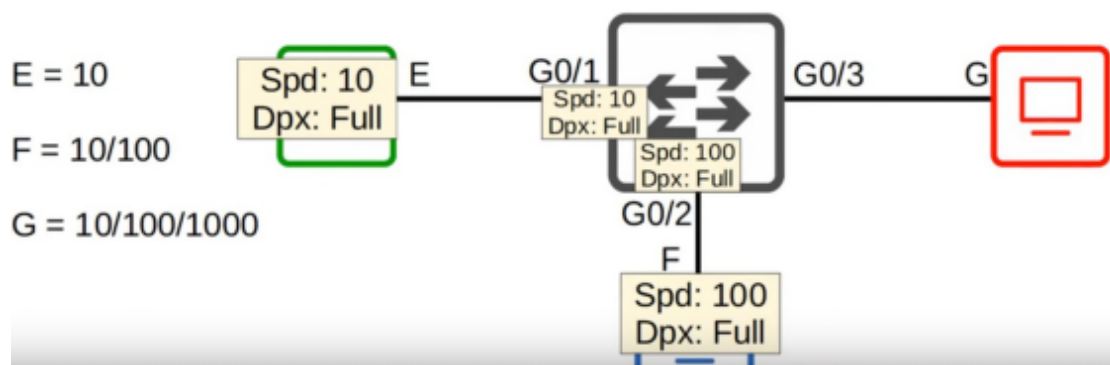 E = 10
F = 10/100
G = 10/100/1000
Spd: 10
Dpx: Full
E
G0/1
Spd: 10
Dpx: Full
Spd: 100
Dpx: Full
G0/2
F
Spd: 100
Dpx: Full
G0/3
G